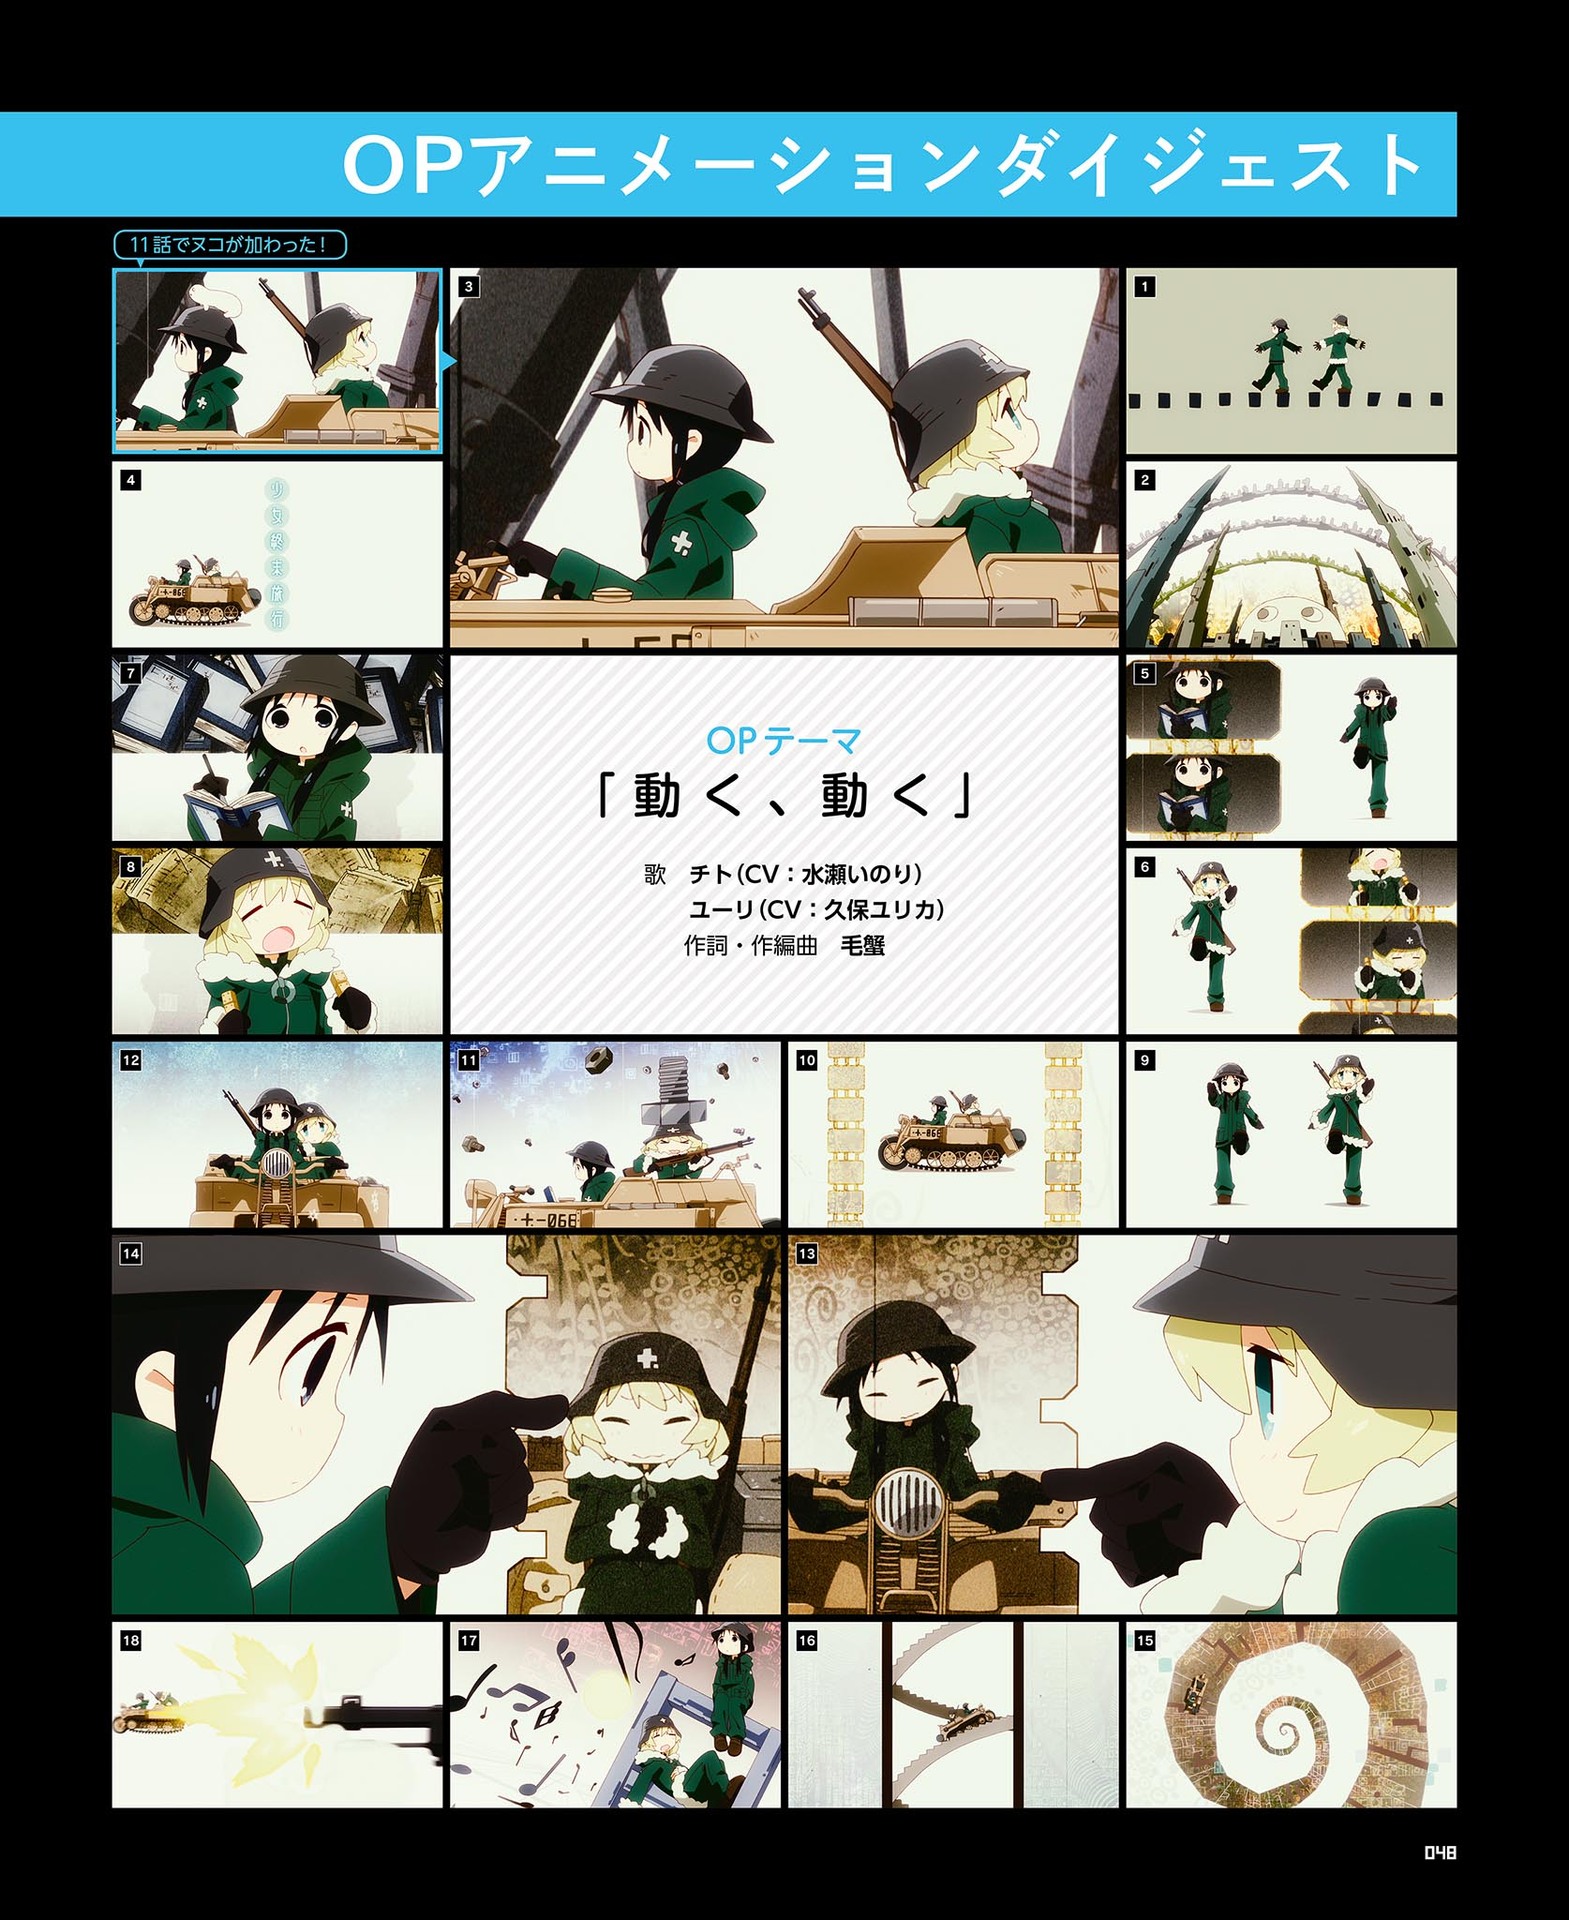 OPアニメーションダイジェスト
11話でヌコが加わった！
3
1
4
少女終末旅行
2
7
OPテーマ
「動く、動く」
歌 チト（CV：水瀬いのり）
ユーリ（CV：久保ユリカ）
作詞・作編曲 毛蟹
5
8
6
12
11
-068
10
-068
9
14
13
18
17
16
15
048